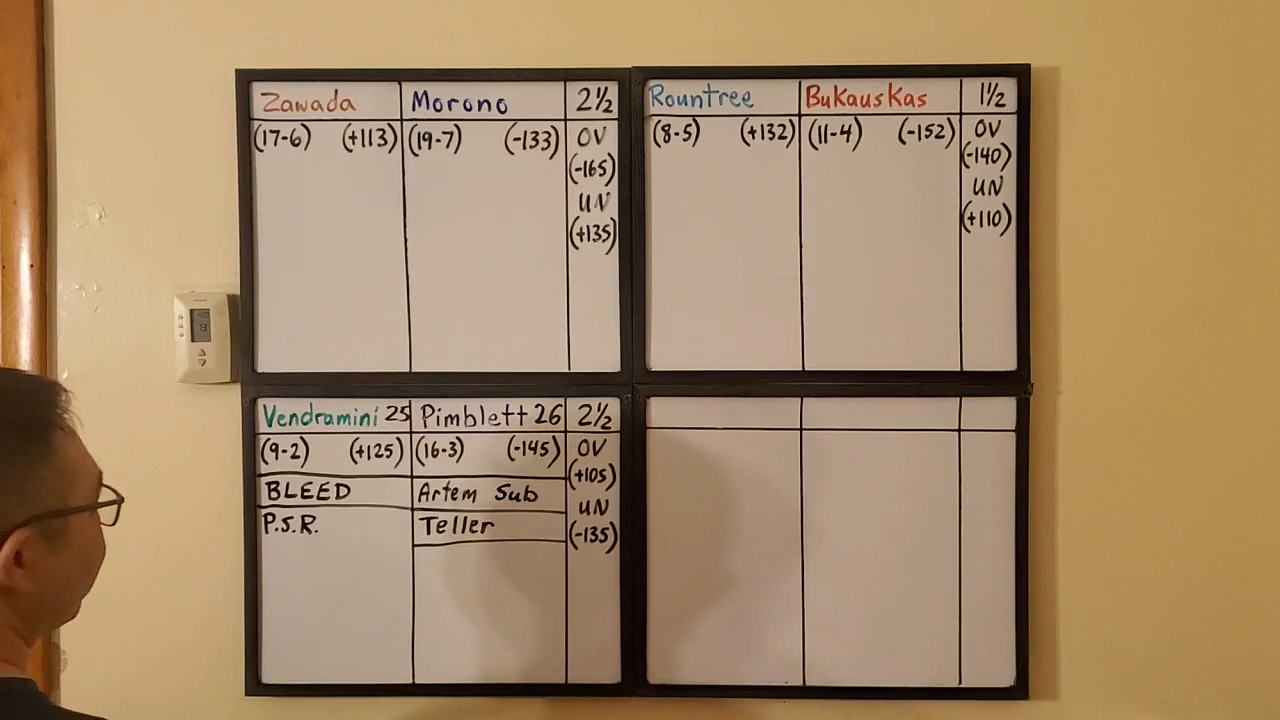 Zawada Morono 2½
(17-6) (+113) (19-7) (-133) OV
(-165)
UN
(+135)
Rountree Bukauskas 1½
(8-5) (+132) (11-4) (-152) OV
(-140)
UN
(+110)
Vendramini 25 Pimblett 26 2½
(9-2) (+125) (16-3) (-145) OV
(+105)
BLEED Artem Sub
UN
P.S.R. Teller
(-135)